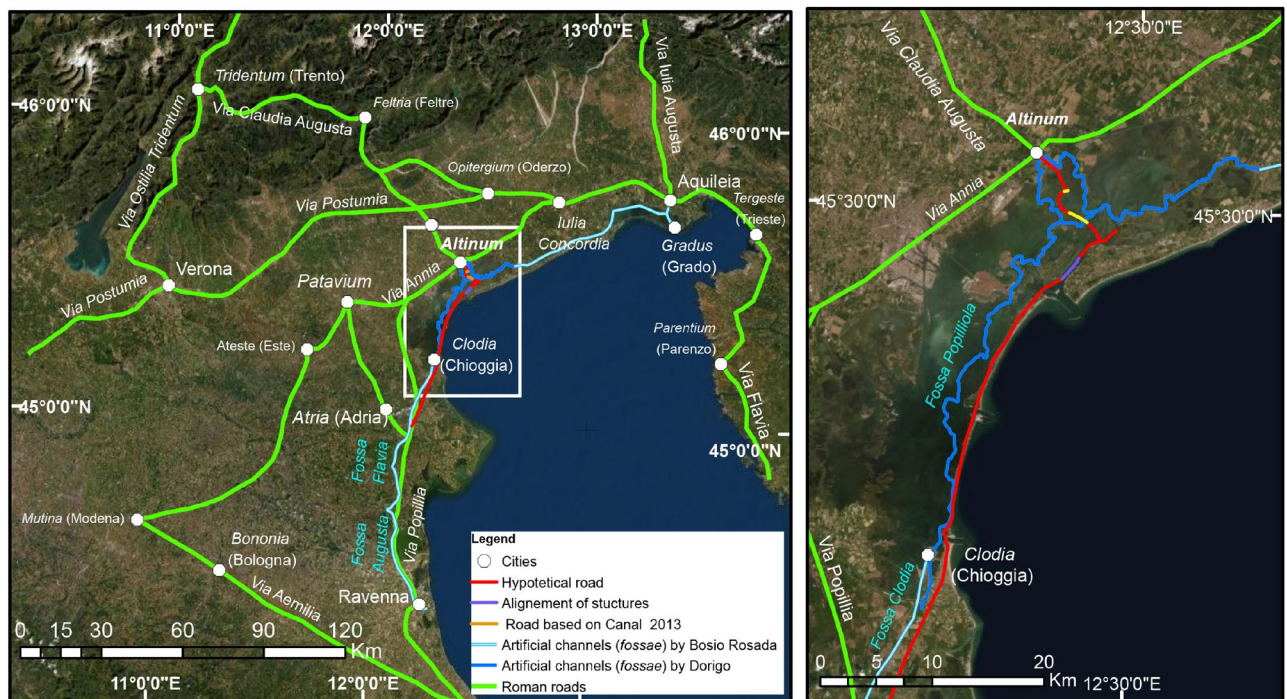 11°0'0"E
12°0'0"E
13°0'0"E
46°0'0"N
Tridentum (Trento)
Via Claudia Augusta
Feltria (Feltre)
Via Iulia Augusta
46°0'0"N
Via Ostilia Tridentum
Opitergium (Oderzo)
Aquileia
Tergeste
(Trieste)
Via Postumia
Iulia
Concordia
Gradus
(Grado)
Altinum
Verona
Via Postumia
Patavium
Via Annia
Ateste (Este)
Clodia
(Chioggia)
Parentium
(Parenzo)
Via Flavia
45°0'0"N
Atria (Adria)
45°0'0"N
Fossa
Flavia
Fossa
Augusta
Via Popillia
Mutina (Modena)
Bononia
(Bologna)
Via Aemilia
Ravenna
0 15 30 60 90 120
Km
11°0'0"E
12°0'0"E
Legend
Cities
Hypotetical road
Alignement of stuctures
Road based on Canal 2013
Artificial channels (fossae) by Bosio Rosada
Artificial channels (fossae) by Dorigo
Roman roads
12°30'0"E
Via Claudia Augusta
Altinum
45°30'0"N
Via Annia
45°30'0"N
Fossa Popilliola
Clodia
(Chioggia)
Via Popillia
Fossa Clodia
0 5 10 20
Km
12°30'0"E